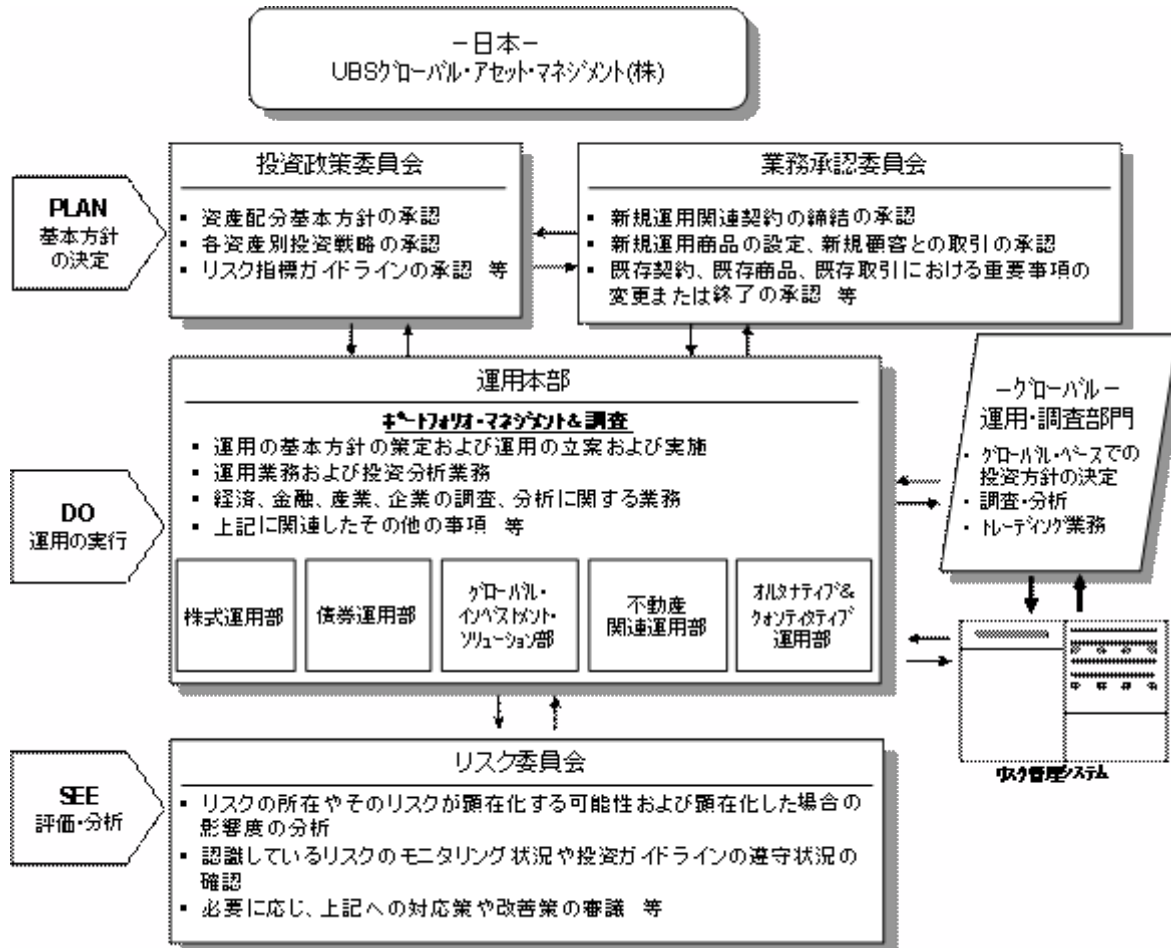 －日本－
UBSグローバル・アセット・マネジメント(株)
PLAN
基本方針
の決定
投資政策委員会
▪ 資産配分基本方針の承認
▪ 各資産別投資戦略の承認
▪ リスク指標ガイドラインの承認 等
業務承認委員会
▪ 新規運用関連契約の締結の承認
▪ 新規運用商品の設定、新規顧客との取引の承認
▪ 既存契約、既存商品、既存取引における重要事項の
変更または終了の承認 等
DO
運用の実行
運用本部
ポートフォリオ・マネジメント&調査
▪ 運用の基本方針の策定および運用の立案および実施
▪ 運用業務および投資分析業務
▪ 経済、金融、産業、企業の調査、分析に関する業務
▪ 上記に関連したその他の事項 等
株式運用部
債券運用部
グローバル・
インベストメント・
ソリューション部
不動産
関連運用部
オルタナティブ&
クォンティタティブ
運用部
－グローバル－
運用・調査部門
・ グローバル・ベースでの
投資方針の決定
・ 調査・分析
・ トレーディング業務
リスク管理システム
SEE
評価・分析
リスク委員会
▪ リスクの所在やそのリスクが顕在化する可能性および顕在化した場合の
影響度の分析
▪ 認識しているリスクのモニタリング状況や投資ガイドラインの遵守状況の
確認
▪ 必要に応じ、上記への対応策や改善策の審議 等